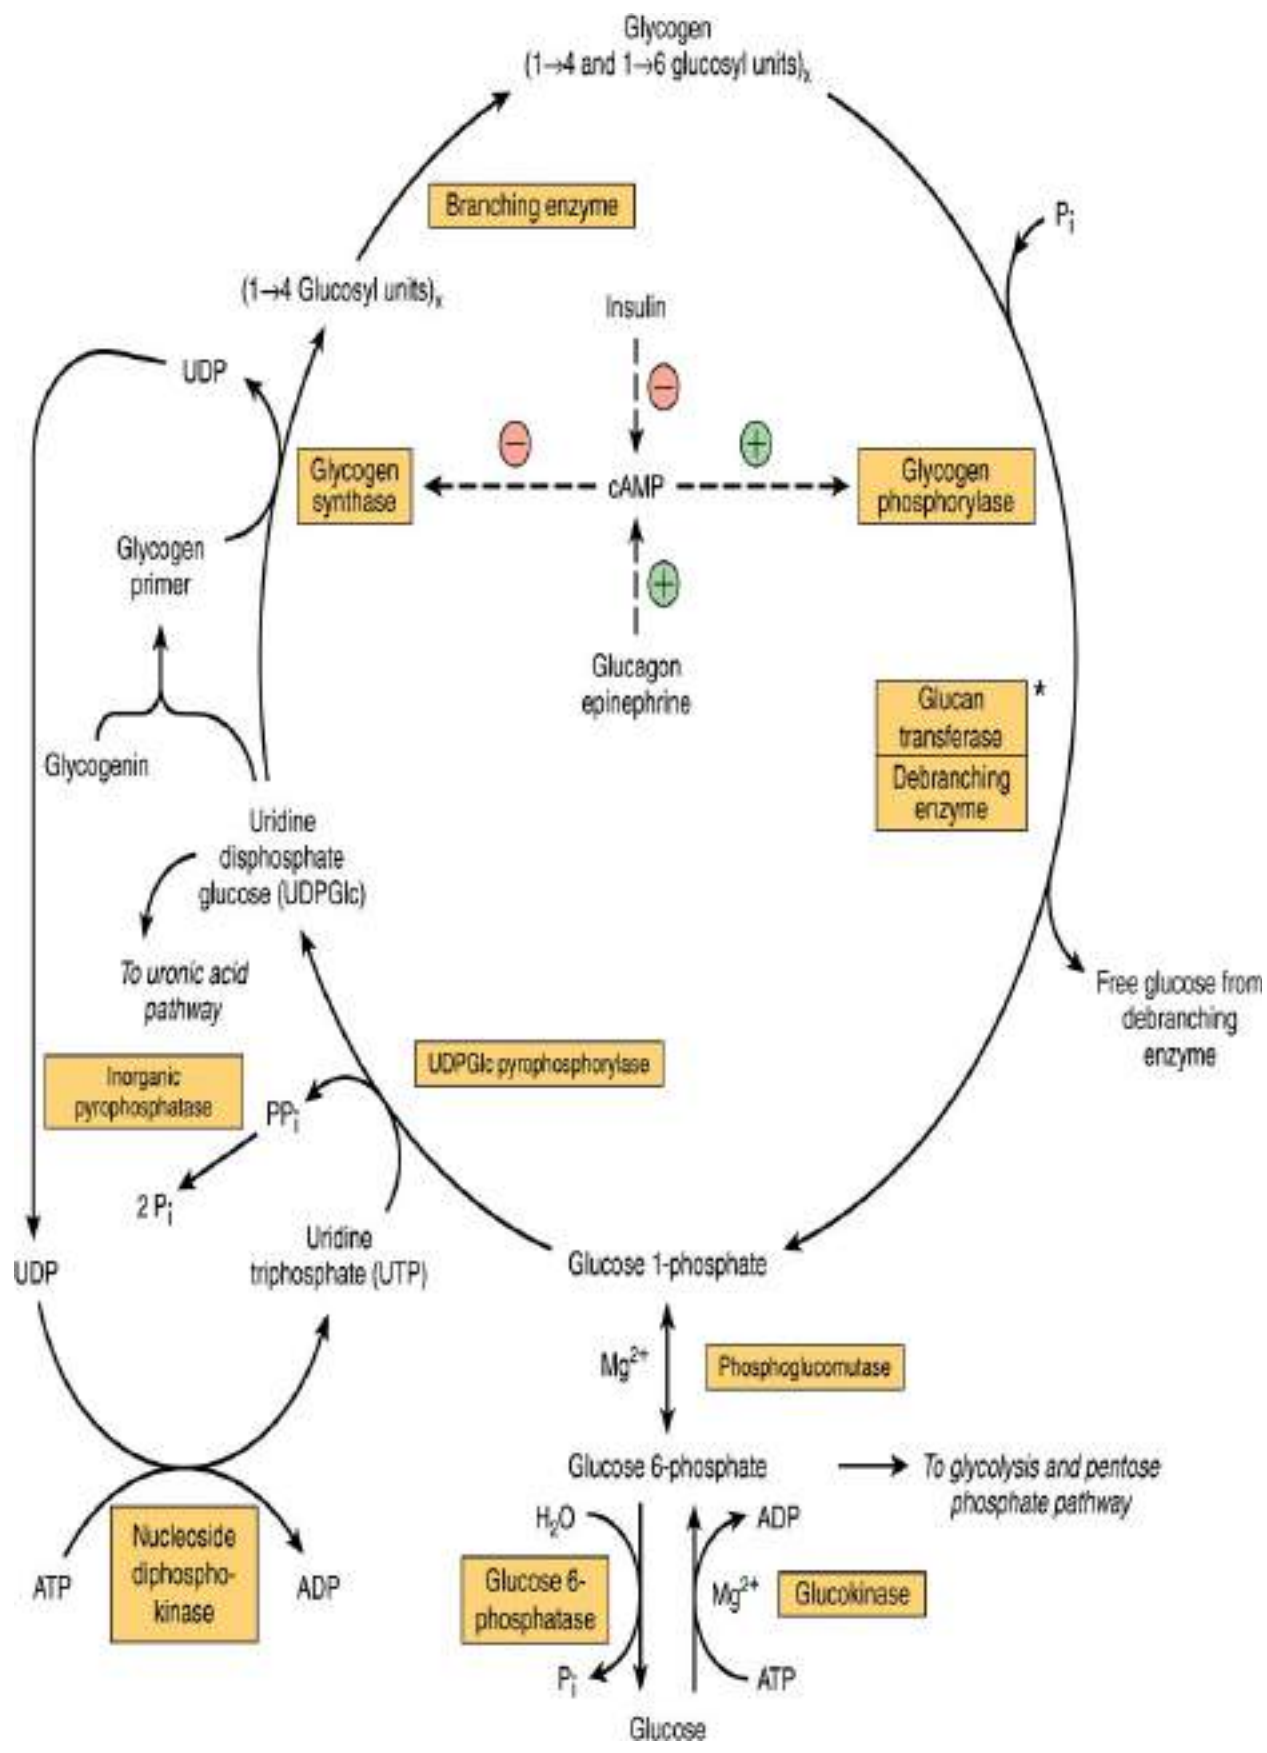 Glycogen
(1→4 and 1→6 glucosyl units)ₓ
Branching enzyme
Pᵢ
(1→4 Glucosyl units)ₓ
Insulin
−
UDP
−
+
Glycogen
synthase
cAMP
Glycogen
phosphorylase
Glycogen
primer
+
Glucagon
epinephrine
Glucan
transferase
*
Debranching
enzyme
Glycogenin
Uridine
disphosphate
glucose (UDPGlc)
To uronic acid
pathway
Free glucose from
debranching
enzyme
UDPGlc pyrophosphorylase
Inorganic
pyrophosphatase
PPᵢ
2 Pᵢ
Uridine
triphosphate (UTP)
UDP
Glucose 1-phosphate
Mg²⁺
Phosphoglucomutase
Glucose 6-phosphate
To glycolysis and pentose
phosphate pathway
H₂O
ADP
Nucleoside
diphospho-
kinase
ATP
ADP
Glucose 6-
phosphatase
Mg²⁺
Glucokinase
Pᵢ
ATP
Glucose